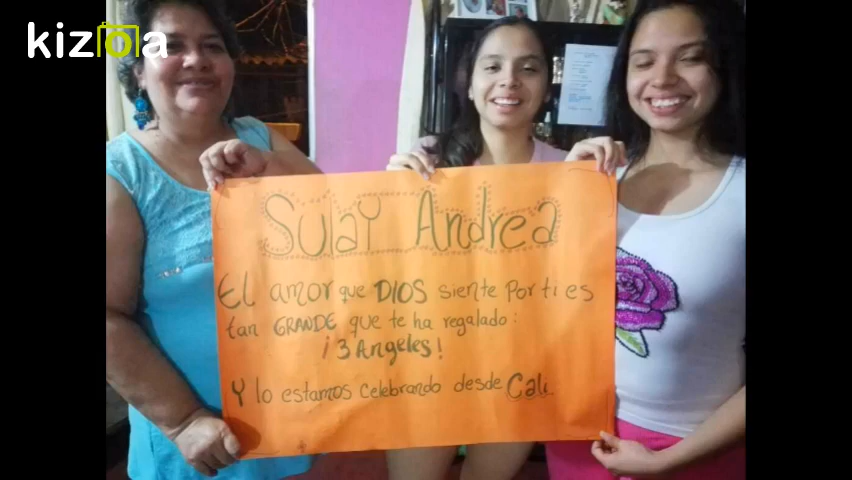 kizoa
Sulay Andrea
El amor que DIOS siente por ti es
tan GRANDE que te ha regalado:
¡3 Angeles!
Y lo estamos celebrando desde Cali